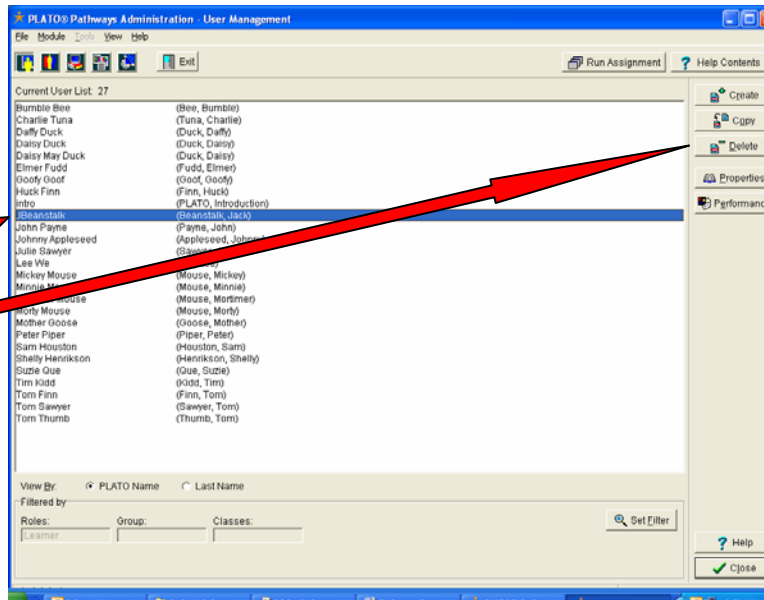 PLATO® Pathways Administration - User Management
File Module Tools View Help
Exit Run Assignment ? Help Contents
Current User List: 27
Create
Copy
Delete
Properties
Performanc
Bumble Bee (Bee, Bumble)
Charlie Tuna (Tuna, Charlie)
Daffy Duck (Duck, Daffy)
Daisy Duck (Duck, Daisy)
Daisy May Duck (Duck, Daisy)
Elmer Fudd (Fudd, Elmer)
Goofy Goof (Goof, Goofy)
Huck Finn (Finn, Huck)
intro (PLATO, Introduction)
JBeanstalk (Beanstalk, Jack)
John Payne (Payne, John)
Johnny Appleseed (Appleseed,
Julie Sawyer
Lee We
Mickey Mouse (Mouse, Mickey)
Minnie (Mouse, Minnie)
Mouse (Mouse, Mortimer)
Morty Mouse (Mouse, Morty)
Mother Goose (Goose, Mother)
Peter Piper (Piper, Peter)
Sam Houston (Houston, Sam)
Shelly Henrikson (Henrikson, Shelly)
Suzie Que (Que, Suzie)
Tim Kidd (Kidd, Tim)
Tom Finn (Finn, Tom)
Tom Sawyer (Sawyer, Tom)
Tom Thumb (Thumb, Tom)
View By: PLATO Name Last Name
Filtered by
Roles: Group: Classes:
Learner
Set Filter
? Help
Close